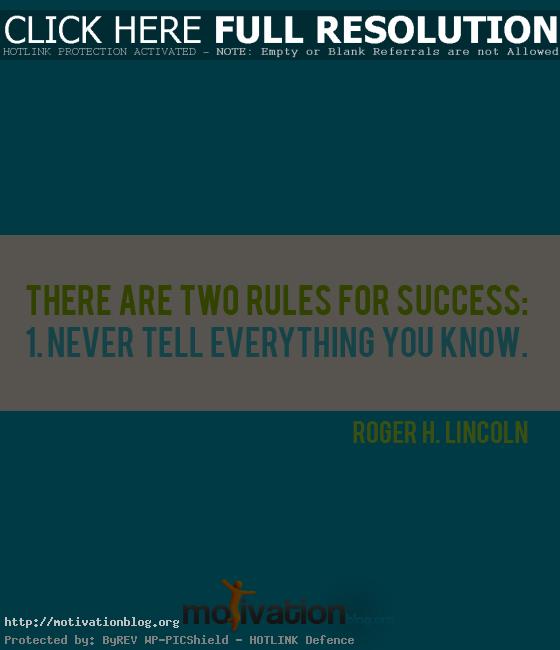 CLICK HERE FULL RESOLUTION
HOTLINK PROTECTION ACTIVATED - NOTE: Empty or Blank Referrals are not Allowed
THERE ARE TWO RULES FOR SUCCESS:
1. NEVER TELL EVERYTHING YOU KNOW.
ROGER H. LINCOLN
motivation
blog.org
http://motivationblog.org
Protected by: ByREV WP-PICShield - HOTLINK Defence